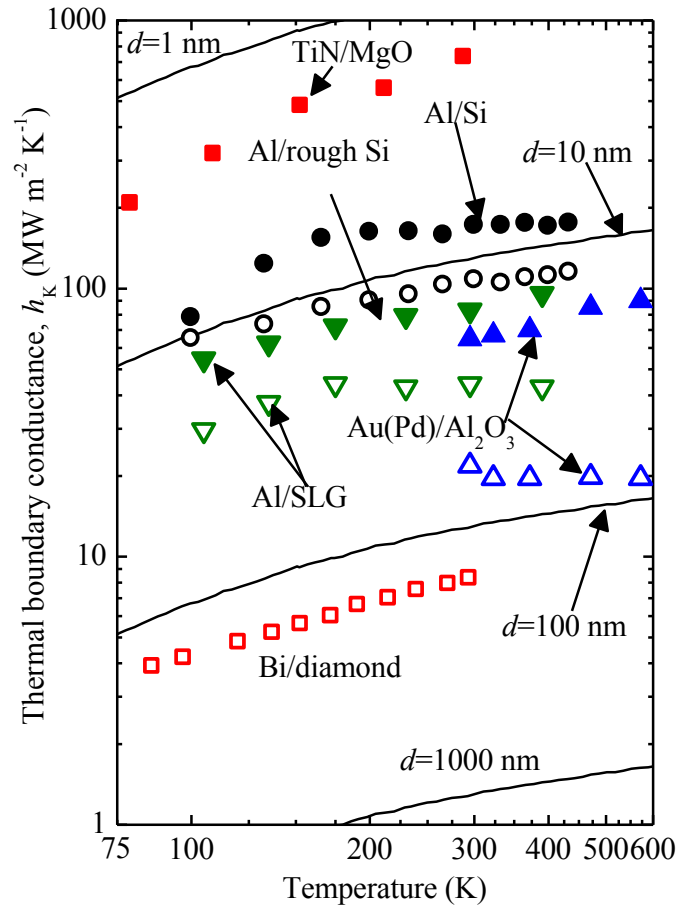 1000
d=1 nm
TiN/MgO
Al/Si
Al/rough Si
d=10 nm
100
Au(Pd)/Al₂O₃
Al/SLG
10
d=100 nm
Bi/diamond
d=1000 nm
1
75 100 200 300 400 500 600
Temperature (K)
Thermal boundary conductance, hK (MW m⁻² K⁻¹)